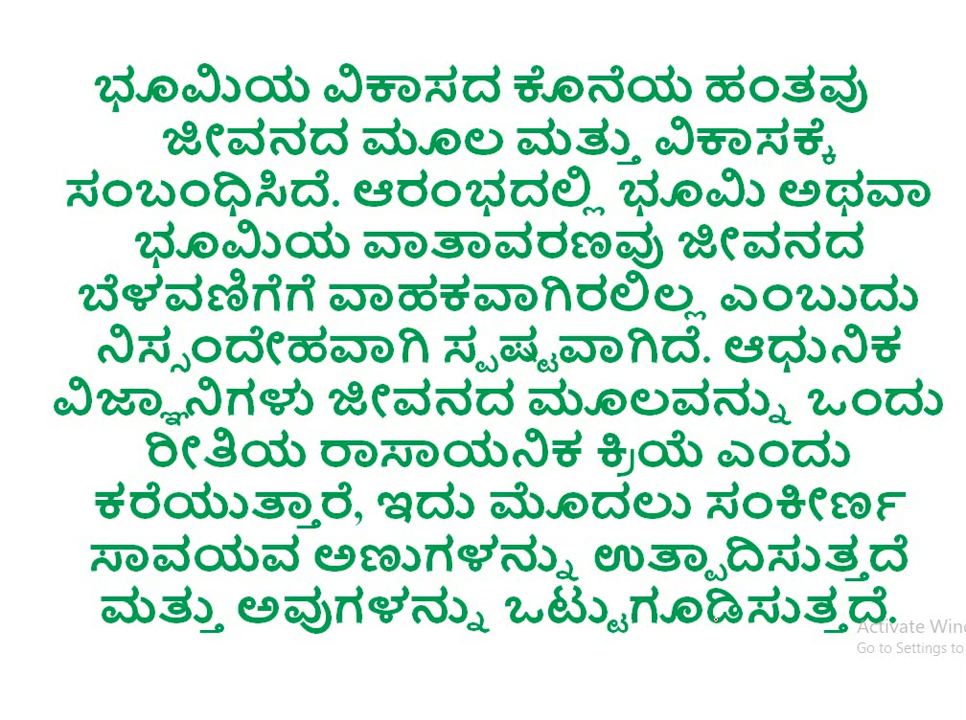 ಭೂಮಿಯ ವಿಕಾಸದ ಕೊನೆಯ ಹಂತವು
ಜೀವನದ ಮೂಲ ಮತ್ತು ವಿಕಾಸಕ್ಕೆ
ಸಂಬಂಧಿಸಿದೆ. ಆರಂಭದಲ್ಲಿ ಭೂಮಿ ಅಥವಾ
ಭೂಮಿಯ ವಾತಾವರಣವು ಜೀವನದ
ಬೆಳವಣಿಗೆಗೆ ವಾಹಕವಾಗಿರಲಿಲ್ಲ ಎಂಬುದು
ನಿಸ್ಸಂದೇಹವಾಗಿ ಸ್ಪಷ್ಟವಾಗಿದೆ. ಆಧುನಿಕ
ವಿಜ್ಞಾನಿಗಳು ಜೀವನದ ಮೂಲವನ್ನು ಒಂದು
ರೀತಿಯ ರಾಸಾಯನಿಕ ಕ್ರಿಯೆ ಎಂದು
ಕರೆಯುತ್ತಾರೆ, ಇದು ಮೊದಲು ಸಂಕೀರ್ಣ
ಸಾವಯವ ಅಣುಗಳನ್ನು ಉತ್ಪಾದಿಸುತ್ತದೆ
ಮತ್ತು ಅವುಗಳನ್ನು ಒಟ್ಟುಗೂಡಿಸುತ್ತದೆ.
Activate Win
Go to Settings to